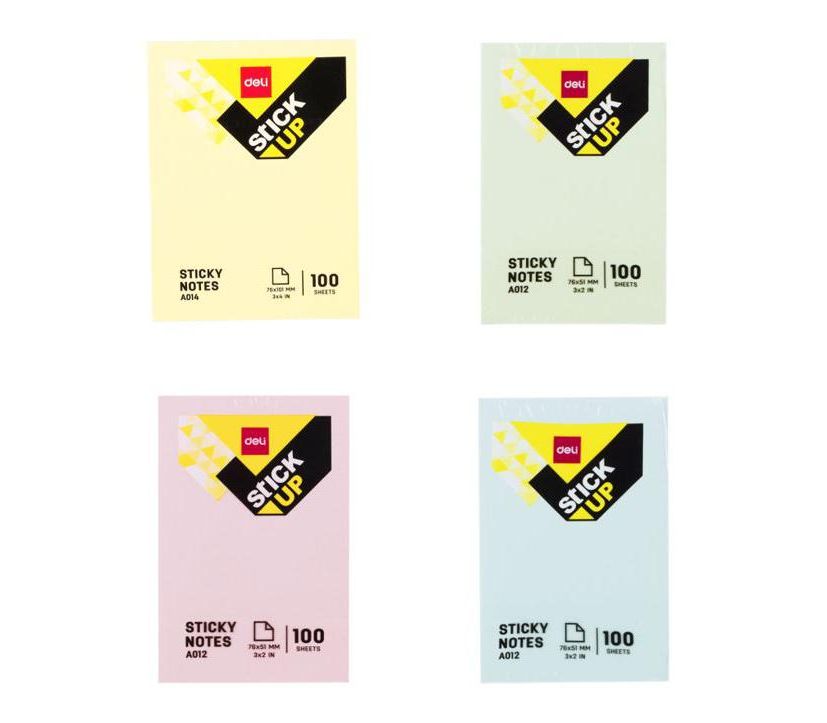 deli
STICK
UP
STICKY
NOTES
A014
76x101 MM
3x4 IN
100
SHEETS
deli
STICK
UP
STICKY
NOTES
A012
76x51 MM
3x2 IN
100
SHEETS
deli
STICK
UP
STICKY
NOTES
A012
76x51 MM
3x2 IN
100
SHEETS
deli
STICK
UP
STICKY
NOTES
A012
76x51 MM
3x2 IN
100
SHEETS